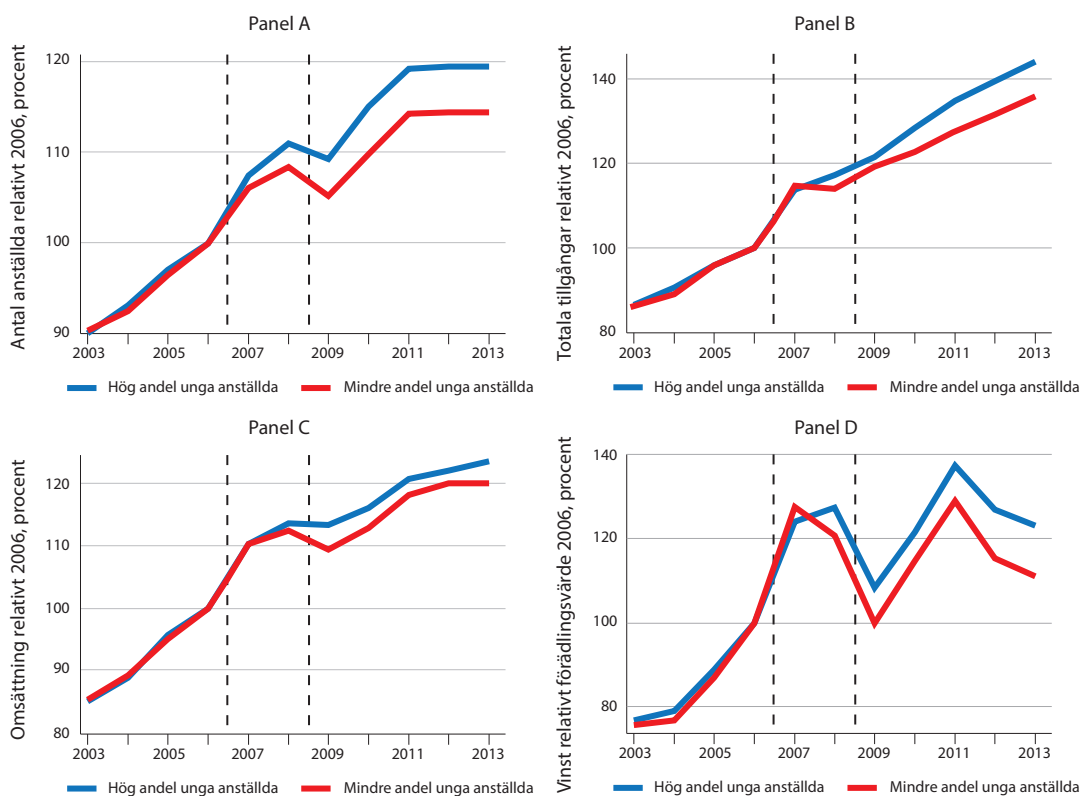 Panel A
Antal anställda relativt 2006, procent
120
110
100
90
2003 2005 2007 2009 2011 2013
Hög andel unga anställda Mindre andel unga anställda
Panel B
Totala tillgångar relativt 2006, procent
140
120
100
80
2003 2005 2007 2009 2011 2013
Hög andel unga anställda Mindre andel unga anställda
Panel C
Omsättning relativt 2006, procent
120
110
100
90
80
2003 2005 2007 2009 2011 2013
Hög andel unga anställda Mindre andel unga anställda
Panel D
Vinst relativt förädlingsvärde 2006, procent
140
120
100
80
2003 2005 2007 2009 2011 2013
Hög andel unga anställda Mindre andel unga anställda